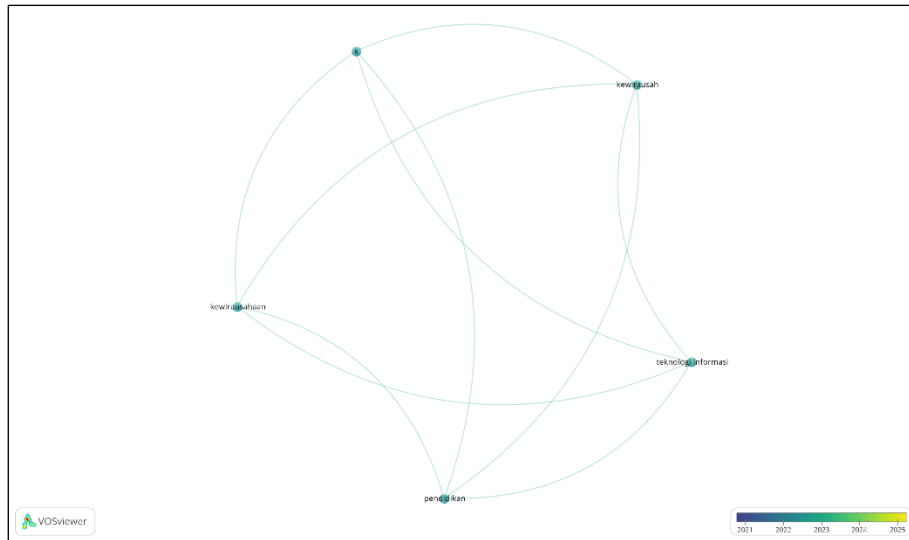 K
kewirausah
kewirausahaan
teknologi informasi
pendidikan
VOSviewer
2021 2022 2023 2024 2025